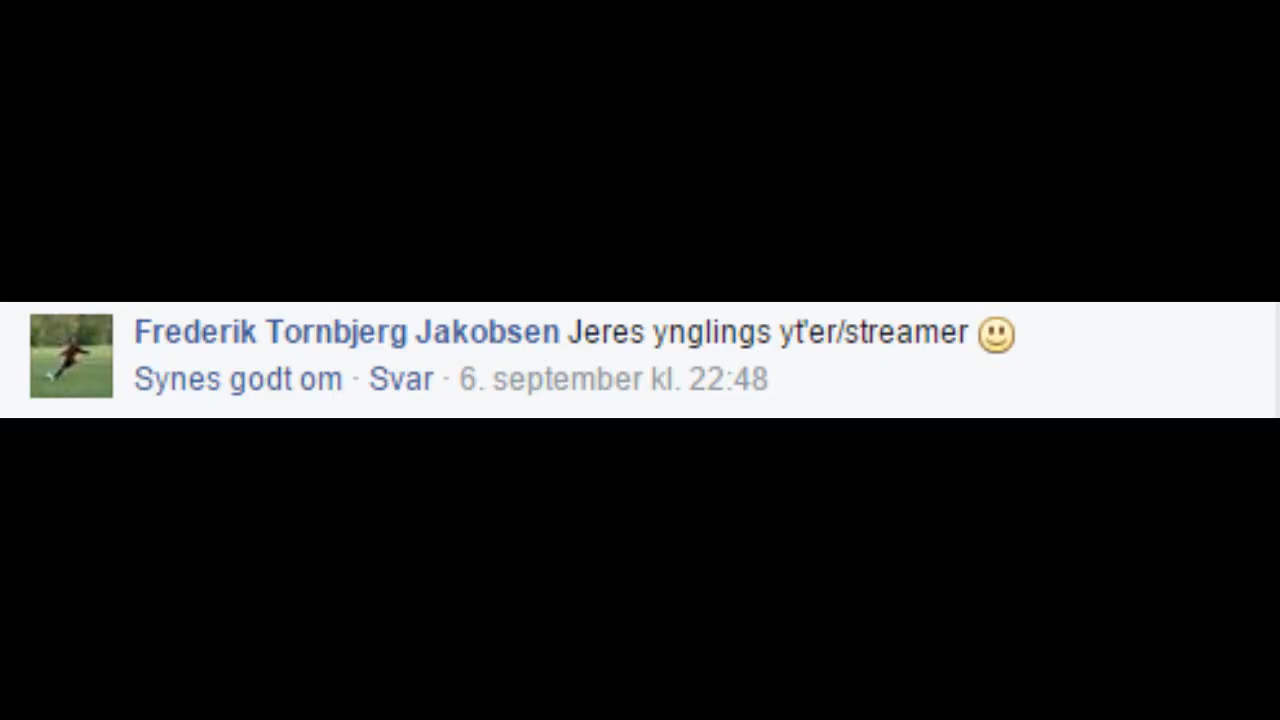 Frederik Tornbjerg Jakobsen Jeres ynglings yt'er/streamer
Synes godt om · Svar · 6. september kl. 22:48